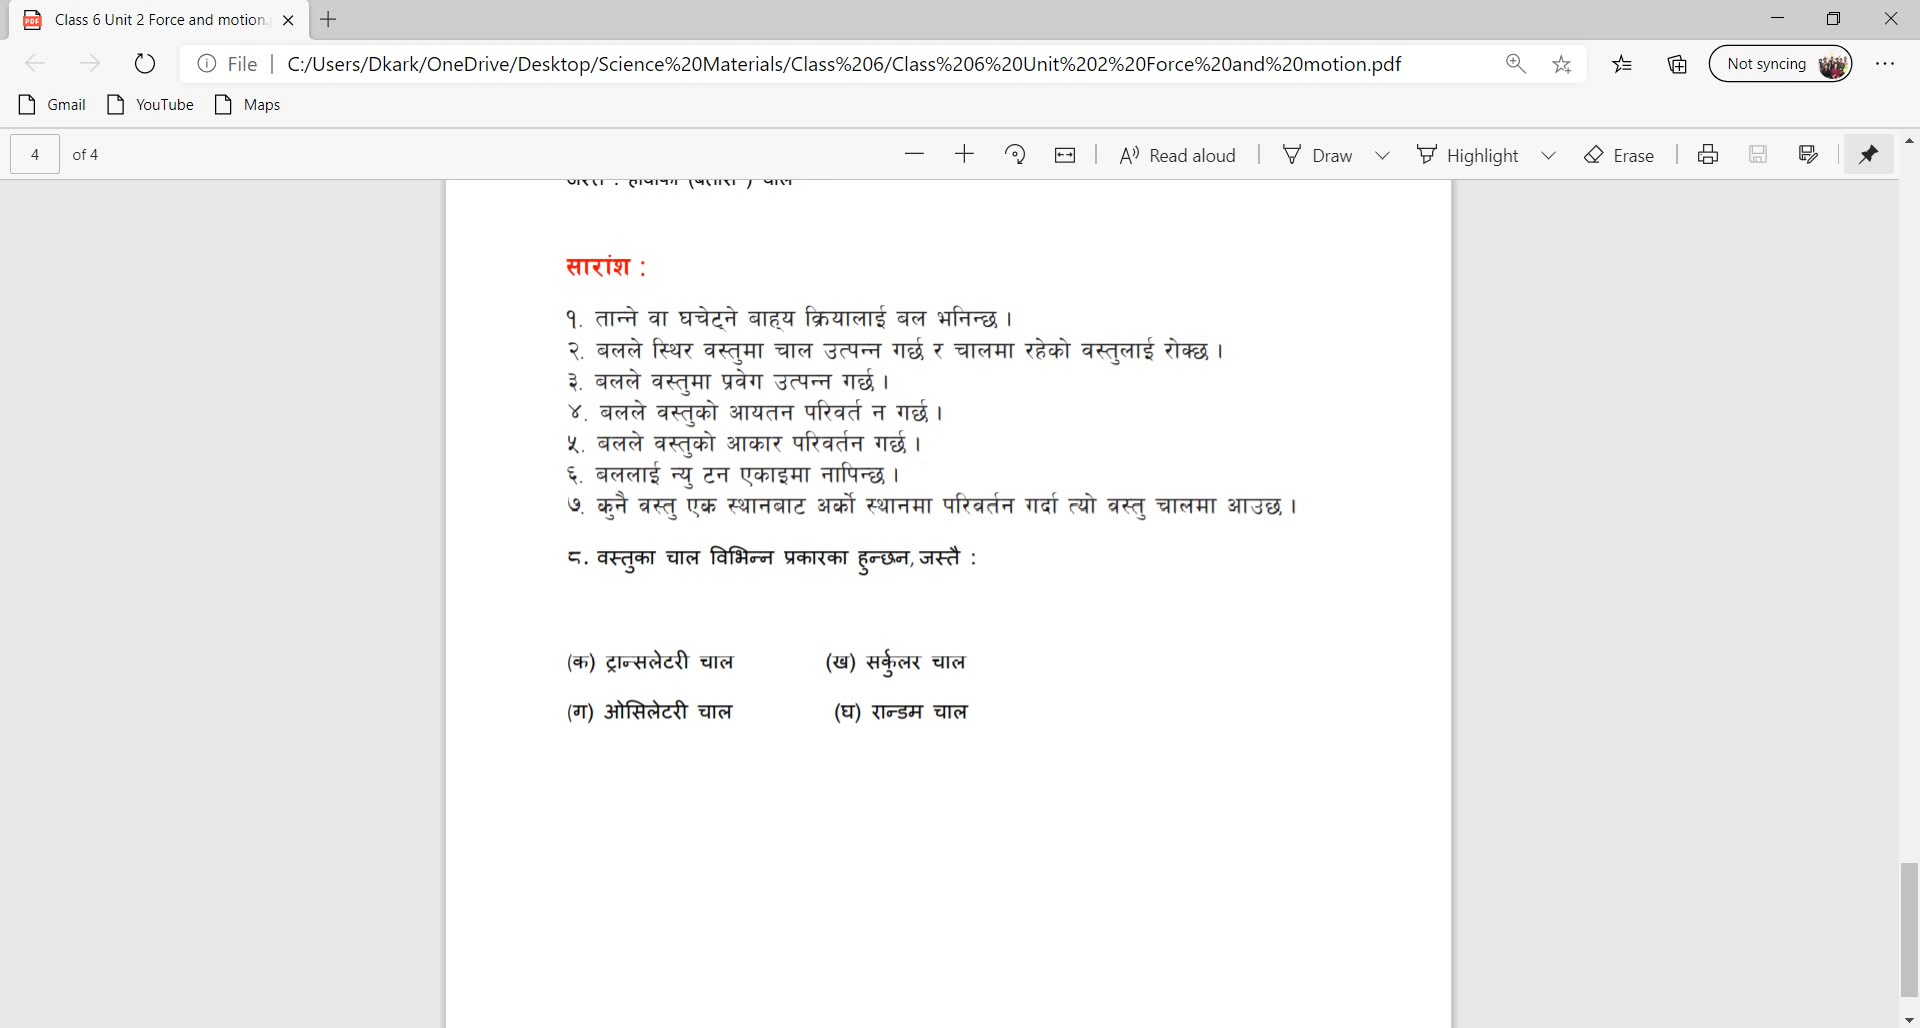 Class 6 Unit 2 Force and motion.
File C:/Users/Dkark/OneDrive/Desktop/Science%20Materials/Class%206/Class%206%20Unit%202%20Force%20and%20motion.pdf Not syncing
Gmail YouTube Maps
4 of 4 Read aloud Draw Highlight Erase
सारांश :
१. तान्ने वा घचेट्ने बाह्य क्रियालाई बल भनिन्छ ।
२. बलले स्थिर वस्तुमा चाल उत्पन्न गर्छ र चालमा रहेको वस्तुलाई रोक्छ ।
३. बलले वस्तुमा प्रवेग उत्पन्न गर्छ ।
४. बलले वस्तुको आयतन परिवर्त न गर्छ ।
५. बलले वस्तुको आकार परिवर्तन गर्छ ।
६. बललाई न्यु टन एकाइमा नापिन्छ ।
७. कुनै वस्तु एक स्थानबाट अर्को स्थानमा परिवर्तन गर्दा त्यो वस्तु चालमा आउछ ।
८. वस्तुका चाल विभिन्न प्रकारका हुन्छन, जस्तै :
(क) ट्रान्सलेटरी चाल (ख) सर्कुलर चाल
(ग) ओसिलेटरी चाल (घ) रान्डम चाल